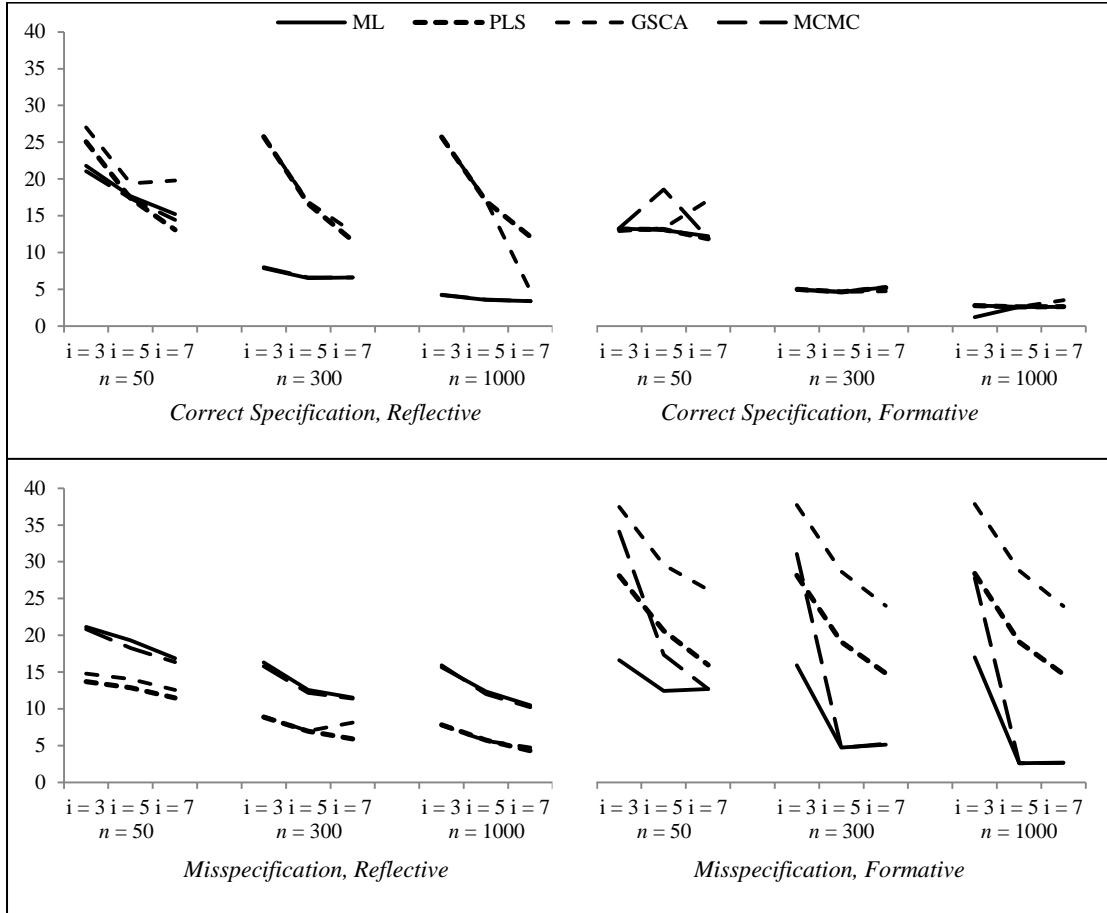 ML PLS GSCA MCMC
40
35
30
25
20
15
10
5
0
i = 3 i = 5 i = 7 i = 3 i = 5 i = 7 i = 3 i = 5 i = 7 i = 3 i = 5 i = 7 i = 3 i = 5 i = 7 i = 3 i = 5 i = 7
n = 50 n = 300 n = 1000 n = 50 n = 300 n = 1000
Correct Specification, Reflective Correct Specification, Formative
40
35
30
25
20
15
10
5
0
i = 3 i = 5 i = 7 i = 3 i = 5 i = 7 i = 3 i = 5 i = 7 i = 3 i = 5 i = 7 i = 3 i = 5 i = 7 i = 3 i = 5 i = 7
n = 50 n = 300 n = 1000 n = 50 n = 300 n = 1000
Misspecification, Reflective Misspecification, Formative